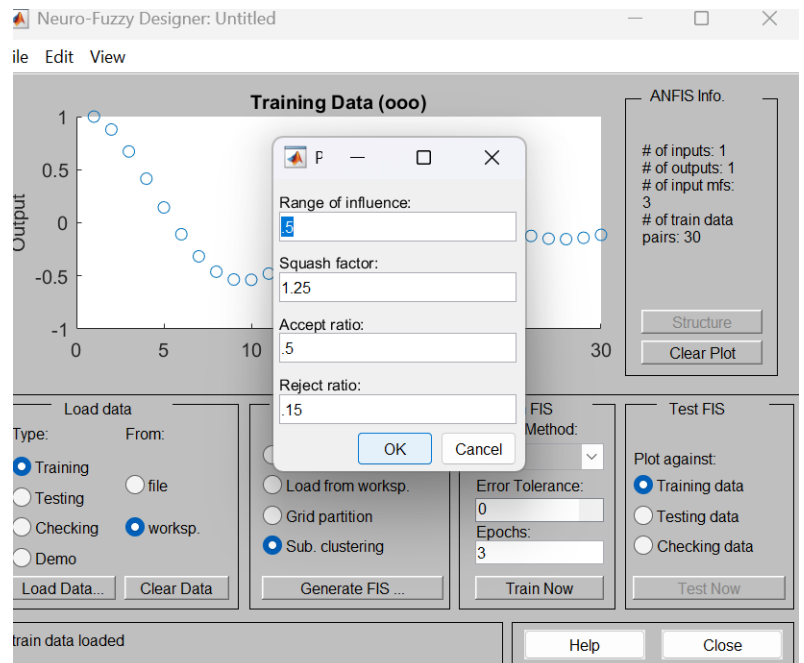 Neuro-Fuzzy Designer: Untitled
ile Edit View
Training Data (ooo)
Output
1
0.5
0
-0.5
-1
0 5 10 30
ANFIS Info.
# of inputs: 1
# of outputs: 1
# of input mfs:
3
# of train data
pairs: 30
Structure
Clear Plot
P
Range of influence:
.5
Squash factor:
1.25
Accept ratio:
.5
Reject ratio:
.15
OK Cancel
Load data
Type: From:
Training
Testing
Checking
Demo
file
worksp.
Load Data... Clear Data
Load from worksp.
Grid partition
Sub. clustering
Generate FIS ...
FIS
Method:
Error Tolerance:
0
Epochs:
3
Train Now
Test FIS
Plot against:
Training data
Testing data
Checking data
Test Now
train data loaded
Help Close